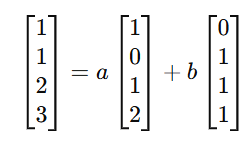 [1 1 2 3] = a [1 0 1 2] + b [0 1 1 1]